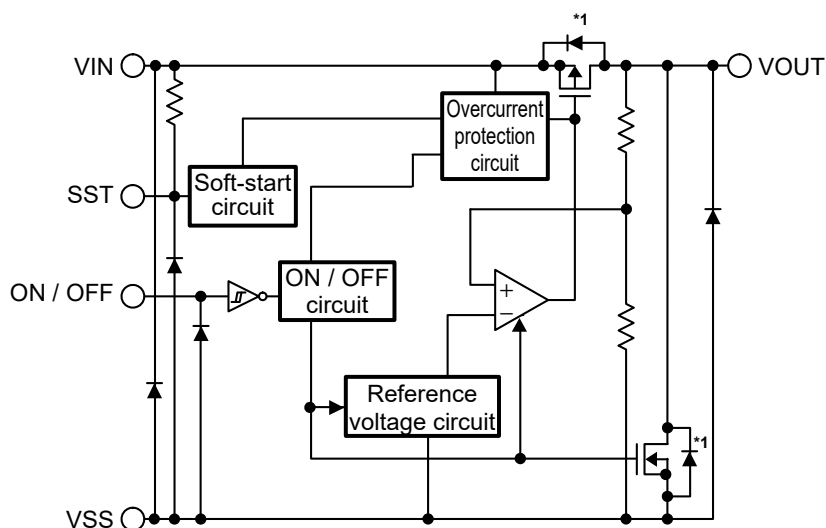 *1
VIN
VOUT
Overcurrent
protection
circuit
SST
Soft-start
circuit
ON / OFF
ON / OFF
circuit
+
−
Reference
voltage circuit
*1
VSS